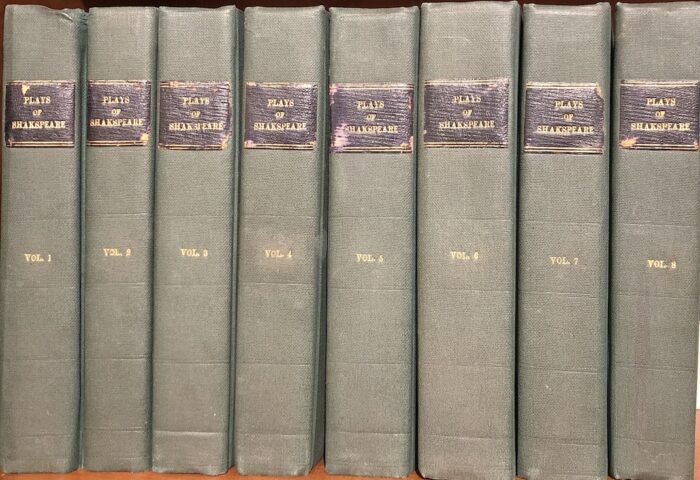 PLAYS
OF
SHAKSPEARE
VOL. 1
PLAYS
OF
SHAKSPEARE
VOL. 2
PLAYS
OF
SHAKSPEARE
VOL. 3
PLAYS
OF
SHAKSPEARE
VOL. 4
PLAYS
OF
SHAKSPEARE
VOL. 5
PLAYS
OF
SHAKSPEARE
VOL. 6
PLAYS
OF
SHAKSPEARE
VOL. 7
PLAYS
OF
SHAKSPEARE
VOL. 8